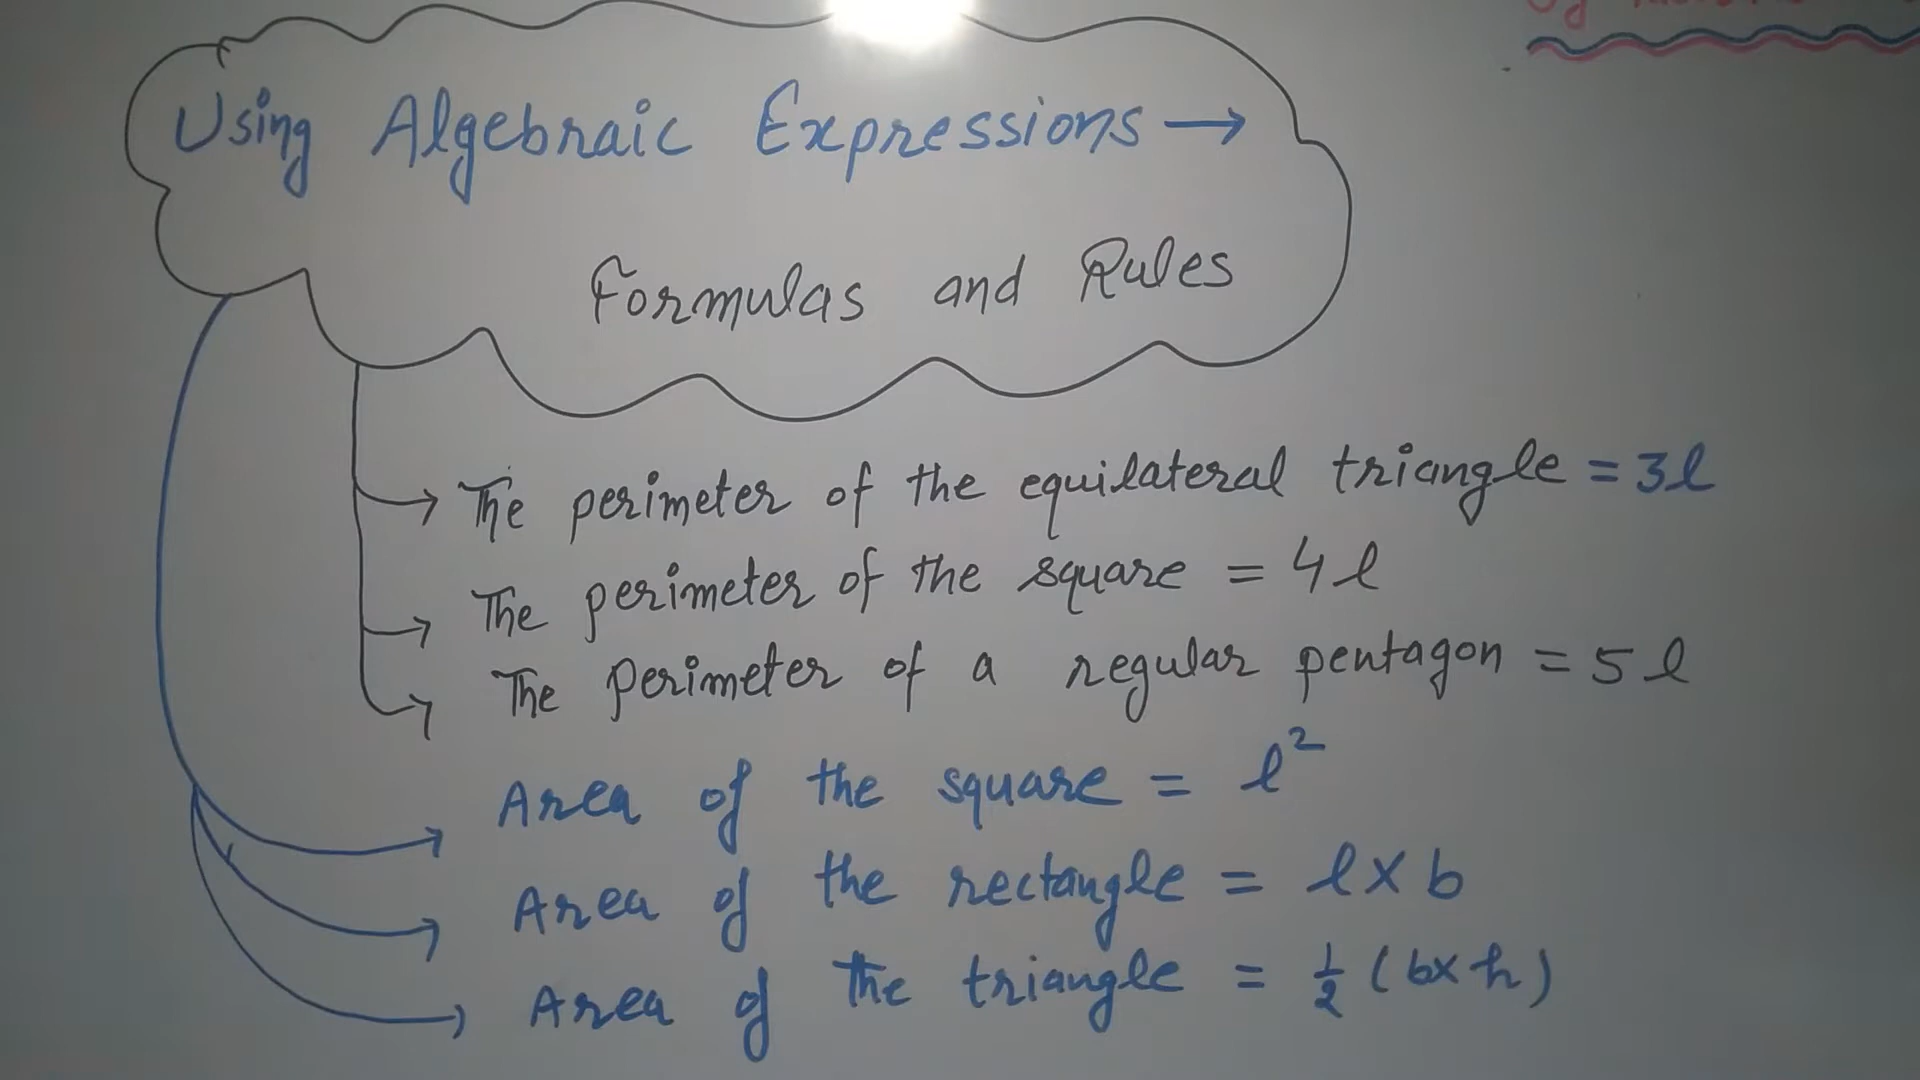 Using Algebraic Expressions →
Formulas and Rules
→ The perimeter of the equilateral triangle = 3l
→ The perimeter of the square = 4l
→ The perimeter of a regular pentagon = 5l
→ Area of the square = l²
→ Area of the rectangle = l × b
→ Area of the triangle = ½ (b × h)